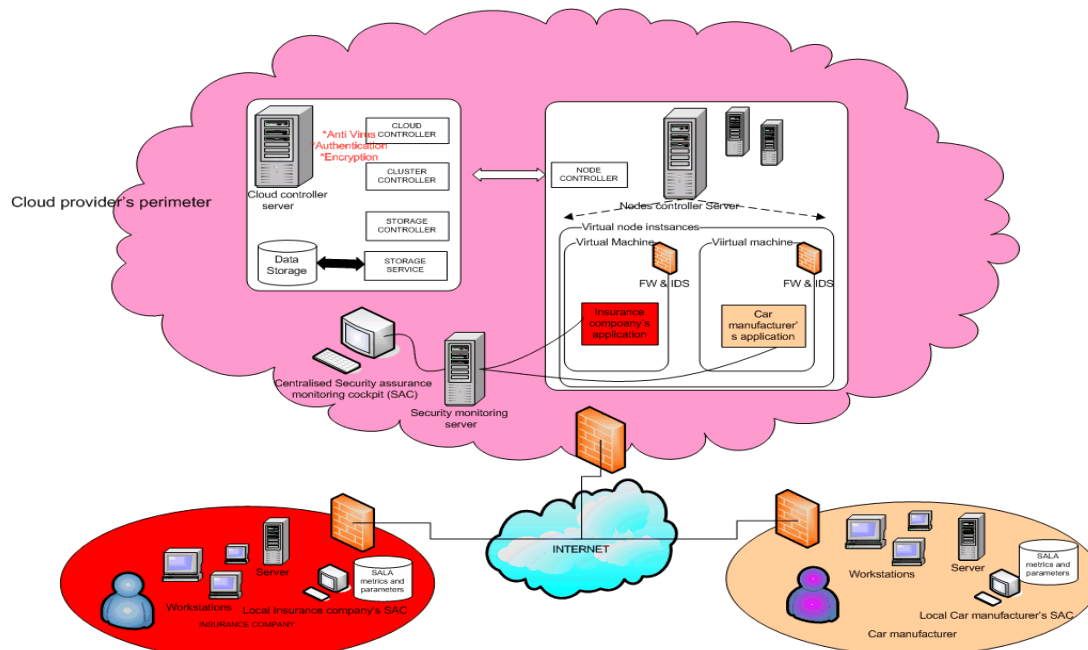 *Anti Virus
*Authentication
*Encryption
CLOUD
CONTROLLER
CLUSTER
CONTROLLER
STORAGE
CONTROLLER
STORAGE
SERVICE
Cloud controller
server
Data
Storage
Cloud provider's perimeter
NODE
CONTROLLER
Nodes controller Server
Virtual node instsances
Virtual Machine
FW & IDS
Insurance
compoany's
application
Viirtual machine
FW & IDS
Car
manufacturer'
s application
Centralised Security assurance
monitoring cockpit (SAC)
Security monitoring
server
INTERNET
Server
Workstations
SALA
metrics and
parameters
Local insurance company's SAC
INSURANCE COMPANY
Workstations
Server
SALA
metrics and
parameters
Local Car manufacturer's SAC
Car manufacturer